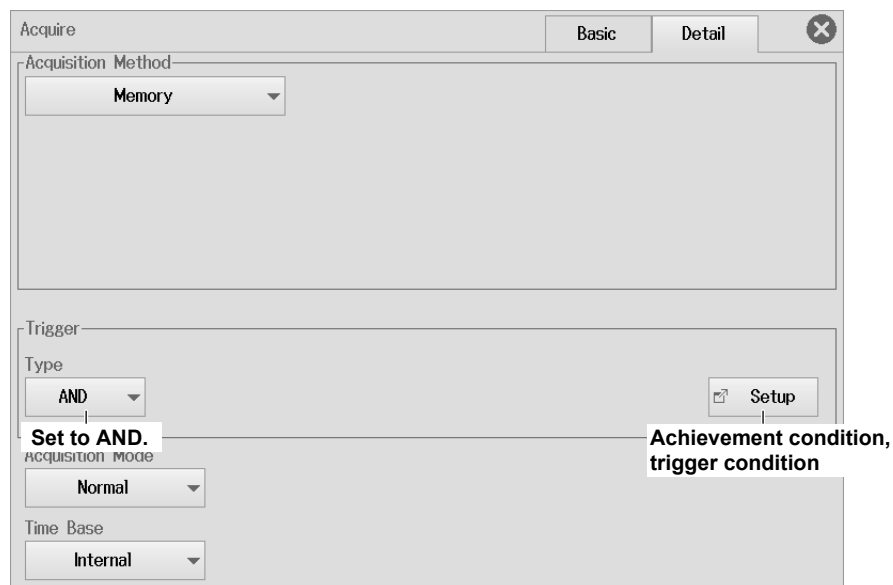 Acquire
Basic
Detail
Acquisition Method
Memory
Trigger
Type
AND
Setup
Set to AND.
Achievement condition,
trigger condition
Acquisition Mode
Normal
Time Base
Internal